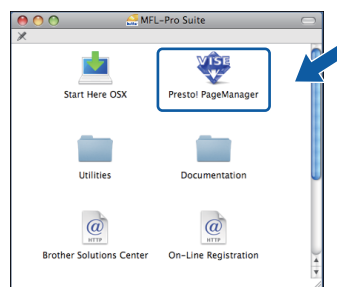 MFL-Pro Suite
VISE
Start Here OSX
Presto! PageManager
Utilities
Documentation
@
HTTP
@
HTTP
Brother Solutions Center
On-Line Registration